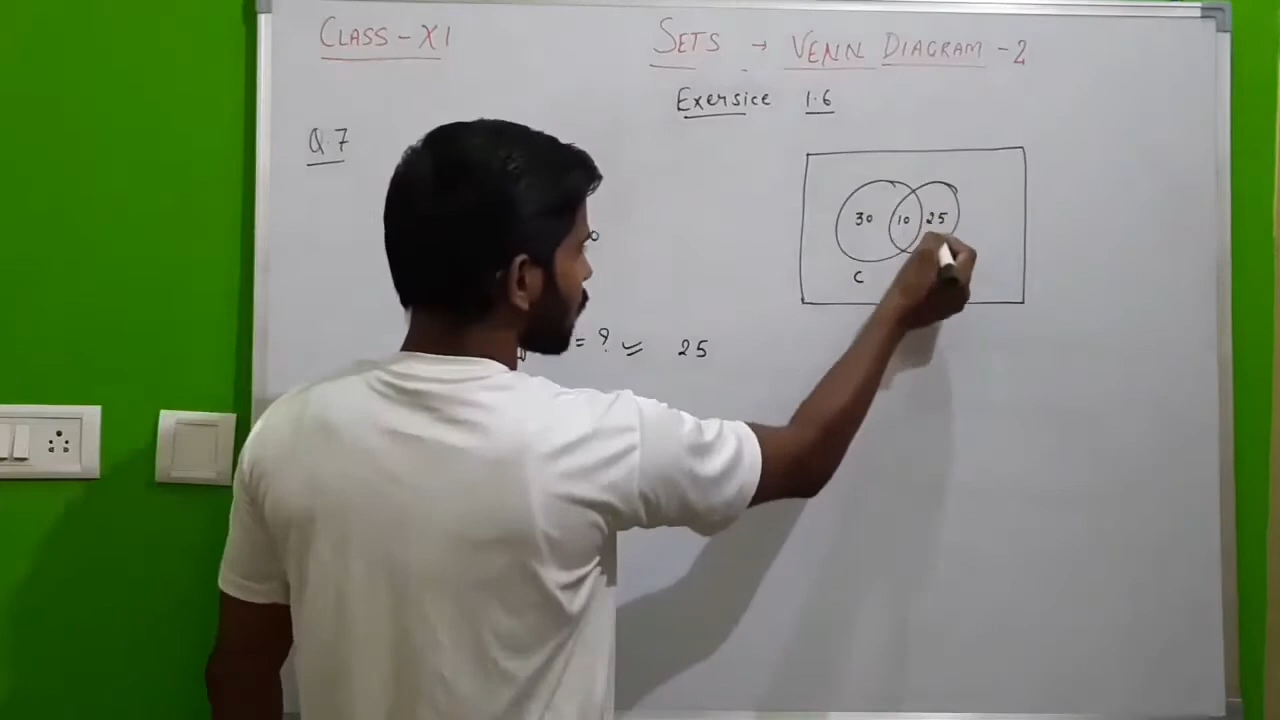 CLASS - XI
SETS → VENN DIAGRAM - 2
Exersice 1.6
Q.7
30 10 25
C
= ? 25